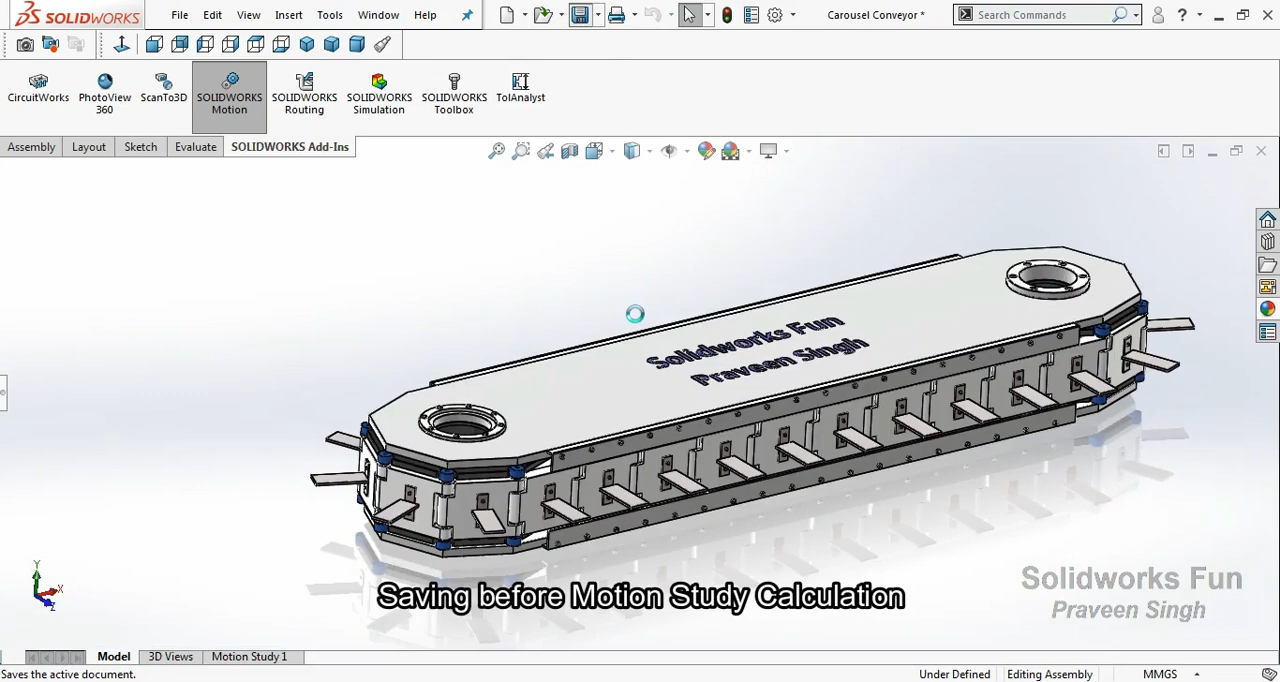 SOLIDWORKS
File Edit View Insert Tools Window Help
Carousel Conveyor *
Search Commands
CircuitWorks
PhotoView 360
ScanTo3D
SOLIDWORKS Motion
SOLIDWORKS Routing
SOLIDWORKS Simulation
SOLIDWORKS Toolbox
TolAnalyst
Assembly Layout Sketch Evaluate SOLIDWORKS Add-Ins
Solidworks Fun
Praveen Singh
Y
X
Z
Saving before Motion Study Calculation
Solidworks Fun
Praveen Singh
Model 3D Views Motion Study 1
Saves the active document.
Under Defined Editing Assembly MMGS